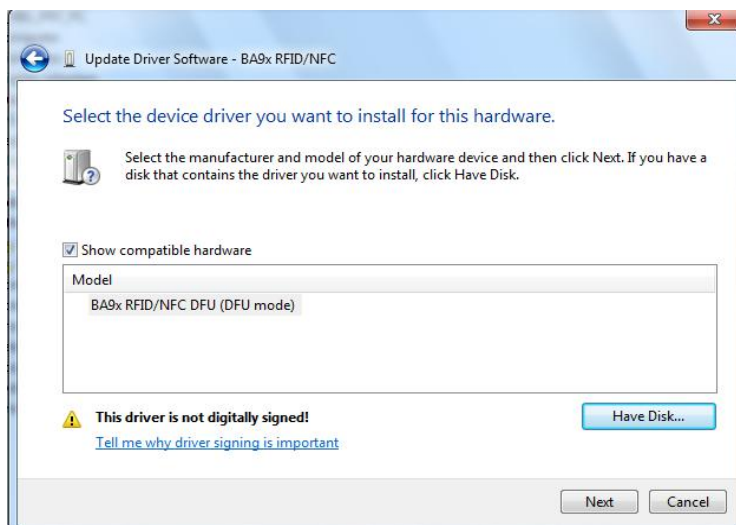 Update Driver Software - BA9x RFID/NFC
Select the device driver you want to install for this hardware.
Select the manufacturer and model of your hardware device and then click Next. If you have a
disk that contains the driver you want to install, click Have Disk.
Show compatible hardware
Model
BA9x RFID/NFC DFU (DFU mode)
This driver is not digitally signed!
Have Disk...
Tell me why driver signing is important
Next
Cancel